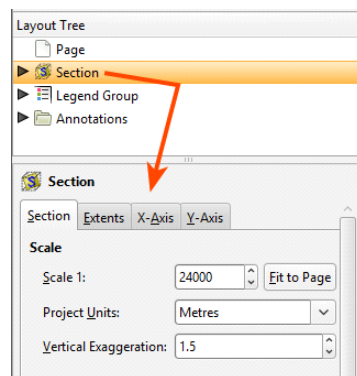 Layout Tree
Page
Section
Legend Group
Annotations
Section
Section Extents X-Axis Y-Axis
Scale
Scale 1: 24000 Fit to Page
Project Units: Metres
Vertical Exaggeration: 1.5